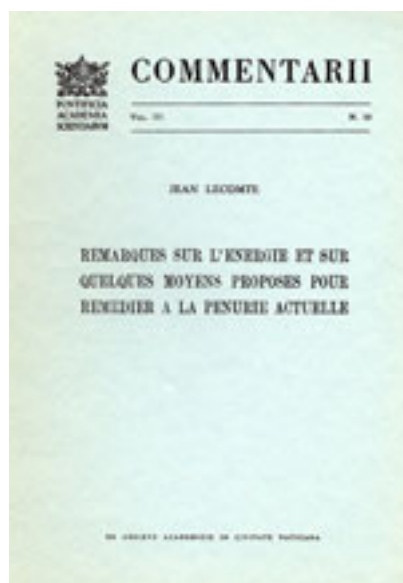 COMMENTARII
PONTIFICIA
ACADEMIA
SCIENTIARVM
Vol. III N.
JEAN LECOMTE
REMARQUES SUR L'ENERGIE ET SUR
QUELQUES MOYENS PROPOSES POUR
REMEDIER A LA PENURIE ACTUELLE
EX AEDIBVS ACADEMICIS IN CIVITATE VATICANA